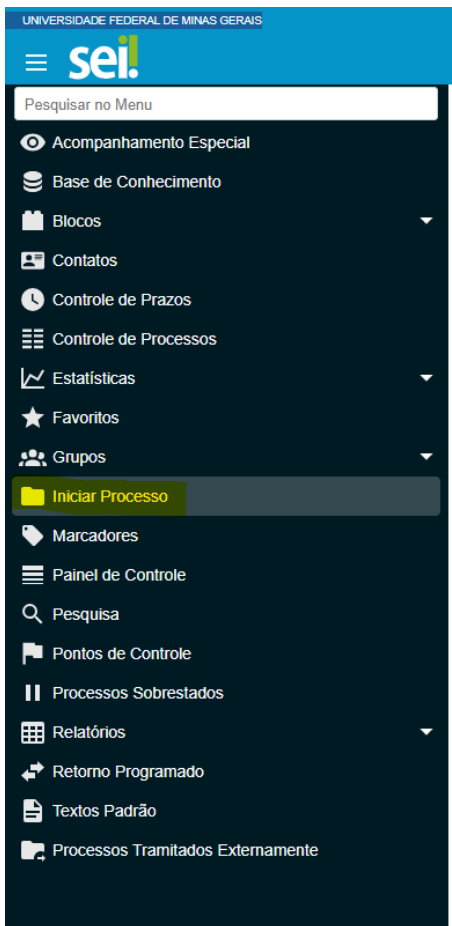 UNIVERSIDADE FEDERAL DE MINAS GERAIS
sei!
Pesquisar no Menu
Acompanhamento Especial
Base de Conhecimento
Blocos
Contatos
Controle de Prazos
Controle de Processos
Estatísticas
Favoritos
Grupos
Iniciar Processo
Marcadores
Painel de Controle
Pesquisa
Pontos de Controle
Processos Sobrestados
Relatórios
Retorno Programado
Textos Padrão
Processos Tramitados Externamente